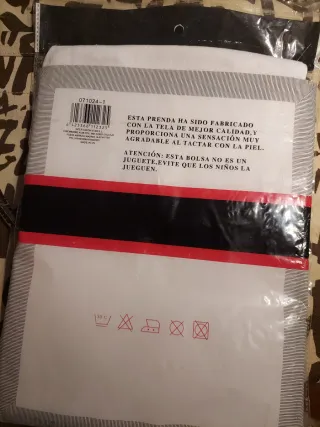 071024-1
ESTA PRENDA HA SIDO FABRICADO
CON LA TELA DE MEJOR CALIDAD,Y
PROPORCIONA UNA SENSACIÓN MUY
AGRADABLE AL TACTAR CON LA PIEL.
ATENCIÓN: ESTA BOLSA NO ES UN
JUGUETE,EVITE QUE LOS NIÑOS LA
JUEGUEN.